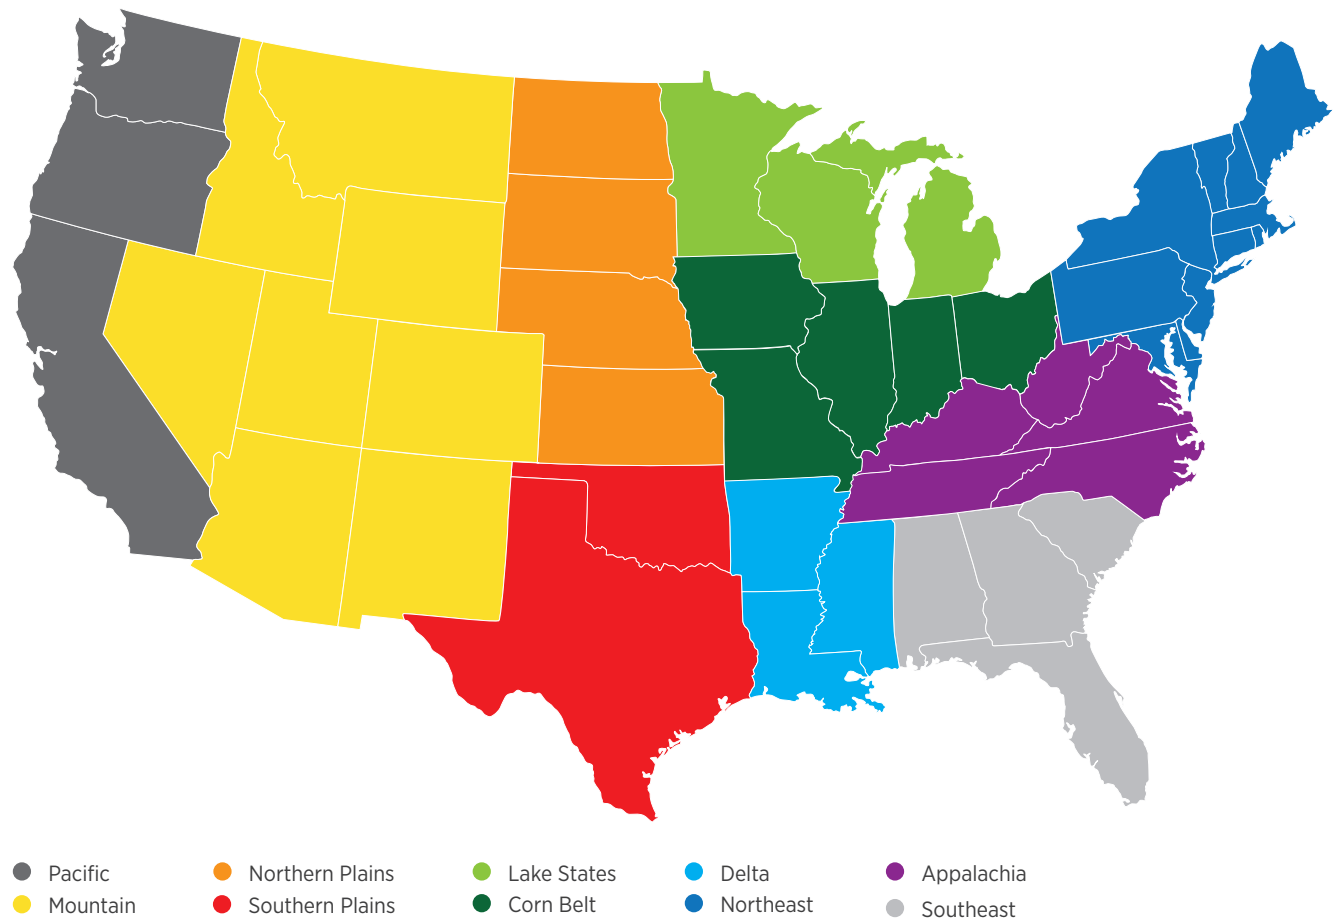 Pacific
Mountain
Northern Plains
Southern Plains
Lake States
Corn Belt
Delta
Northeast
Appalachia
Southeast